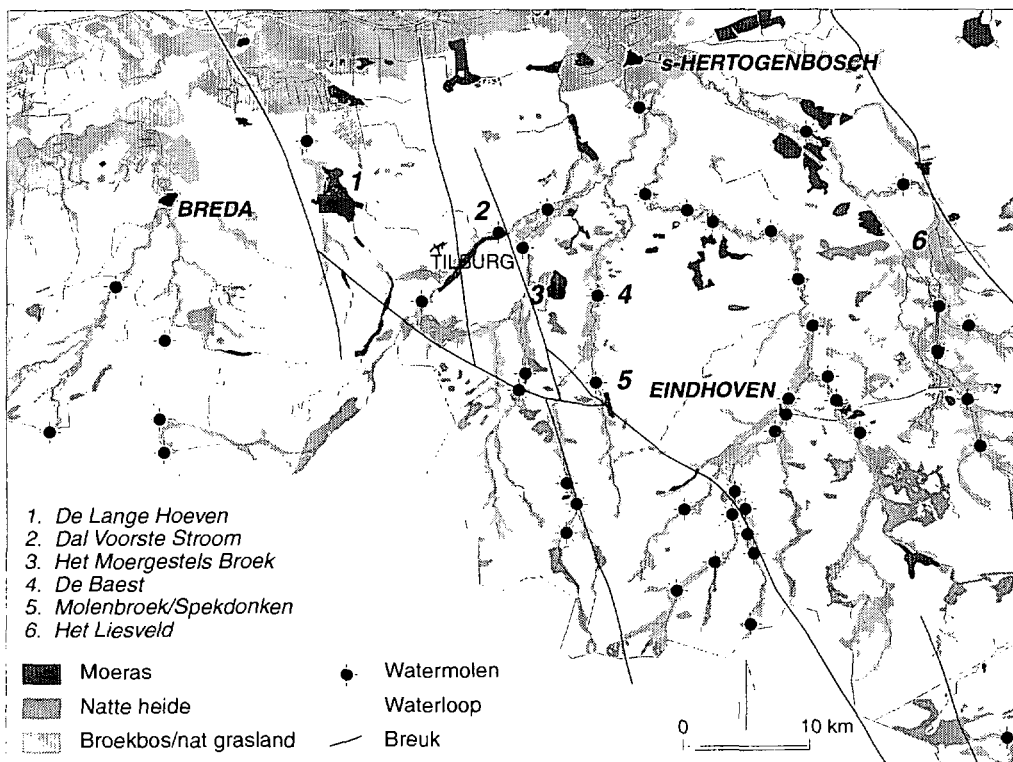 s-HERTOGENBOSCH
1
BREDA
2
TILBURG
6
3
4
5
EINDHOVEN
1. De Lange Hoeven
2. Dal Voorste Stroom
3. Het Moergestels Broek
4. De Baest
5. Molenbroek/Spekdonken
6. Het Liesveld
Moeras
Natte heide
Broekbos/nat grasland
Watermolen
Waterloop
Breuk
0 10 km